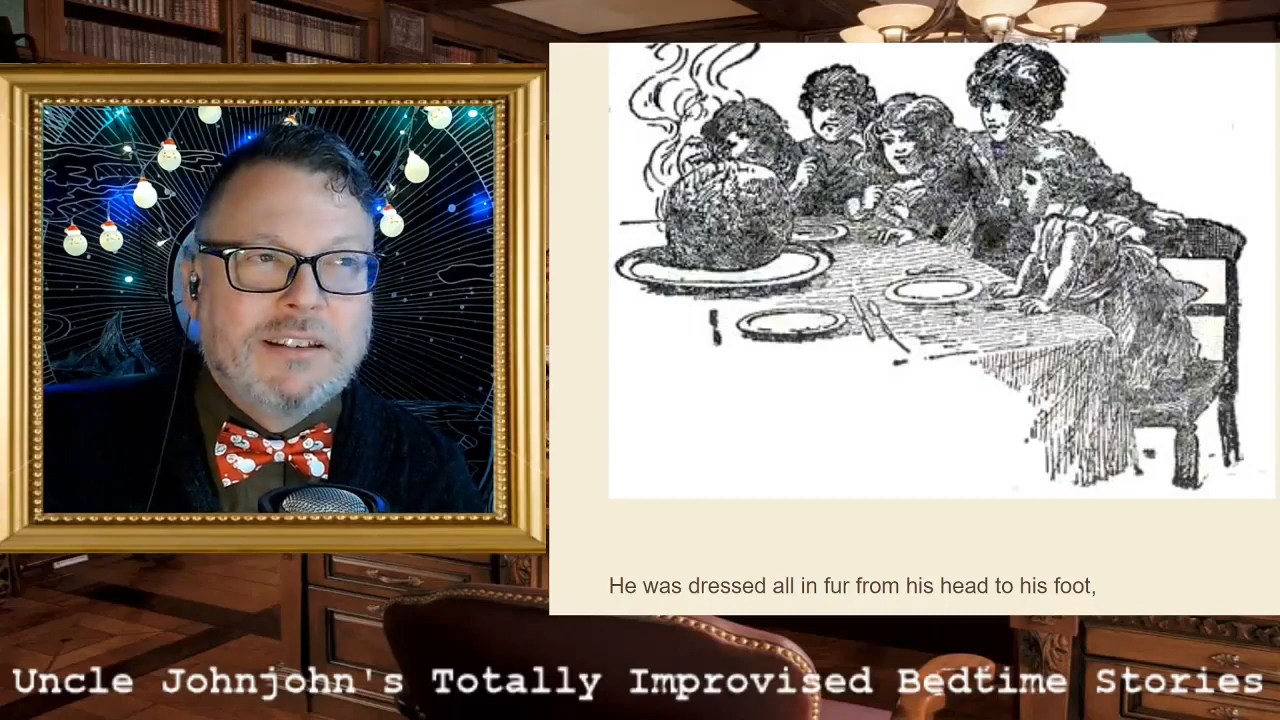 He was dressed all in fur from his head to his foot,
Uncle Johnjohn's Totally Improvised Bedtime Stories